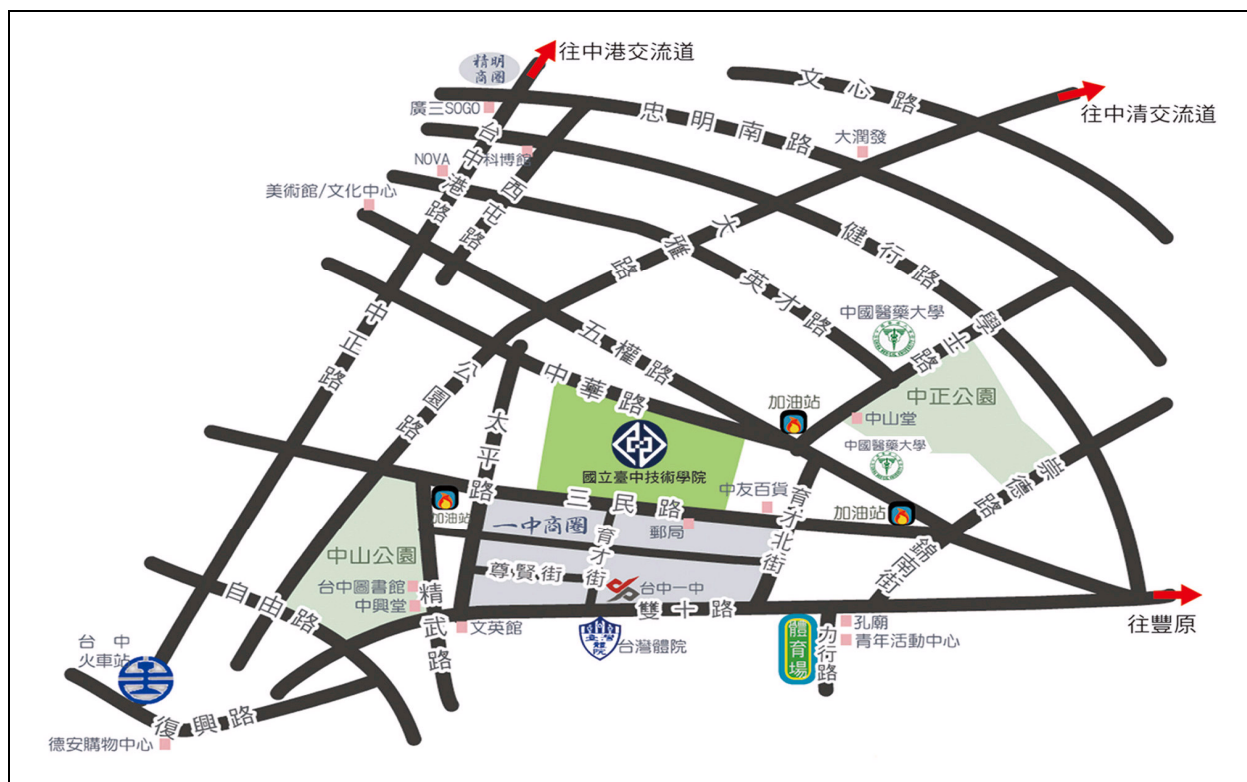 往中港交流道
精明
商圈
文心路
往中清交流道
廣三SOGO
忠明南路
大潤發
台中港路
NOVA
科博館
西屯路
美術館/文化中心
大雅路
健行路
英才路
中國醫藥大學
學士路
中正路
五權路
公園路
中華路
中正公園
加油站
中山堂
太平路
國立臺中技術學院
中國醫藥大學
崇德路
三民路
中友百貨
育才北街
加油站
加油站
一中商圈
育才街
郵局
錦南街
中山公園
尊賢街
台中一中
台中圖書館
中興堂
精武路
雙十路
自由路
文英館
臺灣
體院
台灣體院
體育場
力行路
孔廟
青年活動中心
往豐原
台中
火車站
復興路
德安購物中心